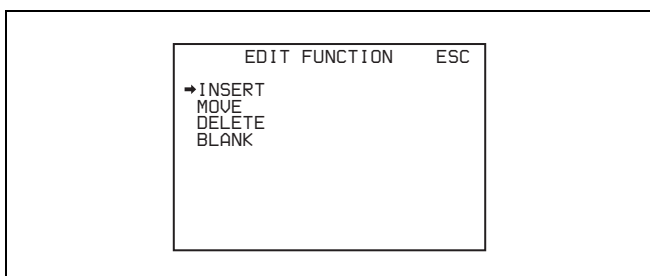 EDIT FUNCTION ESC
➡INSERT
MOVE
DELETE
BLANK